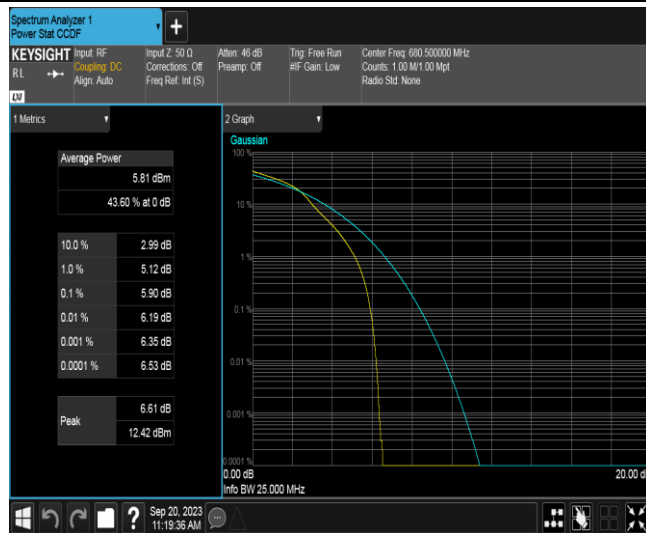 Spectrum Analyzer 1
Power Stat CCDF
+
KEYSIGHT
RL
Input: RF
Coupling: DC
Align: Auto
Input Z: 50 Ω
Corrections: Off
Freq Ref: Int (S)
Atten: 46 dB
Preamp: Off
Trig: Free Run
#IF Gain: Low
Center Freq: 680.500000 MHz
Counts: 1.00 M/1.00 Mpt
Radio Std: None
1 Metrics
Average Power
5.81 dBm
43.60 % at 0 dB
10.0 % 2.99 dB
1.0 % 5.12 dB
0.1 % 5.90 dB
0.01 % 6.19 dB
0.001 % 6.35 dB
0.0001 % 6.53 dB
Peak
6.61 dB
12.42 dBm
2 Graph
Gaussian
100 %
10 %
1 %
0.1 %
0.01 %
0.001 %
0.0001 %
0.00 dB
20.00 d
Info BW 25.000 MHz
?
Sep 20, 2023
11:19:36 AM